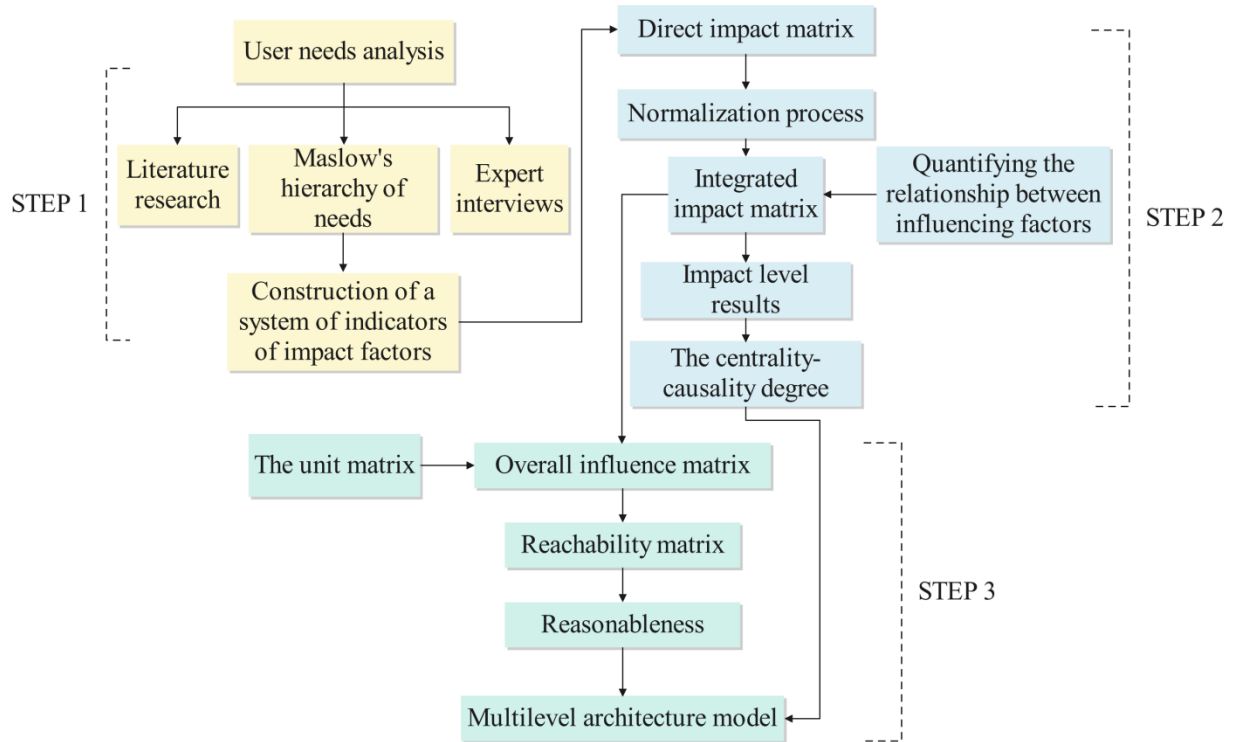 User needs analysis
Literature
research
Maslow's
hierarchy of
needs
Expert
interviews
STEP 1
Construction of a
system of indicators
of impact factors
Direct impact matrix
Normalization process
Integrated
impact matrix
Quantifying the
relationship between
influencing factors
STEP 2
Impact level
results
The centrality-
causality degree
The unit matrix
Overall influence matrix
Reachability matrix
STEP 3
Reasonableness
Multilevel architecture model